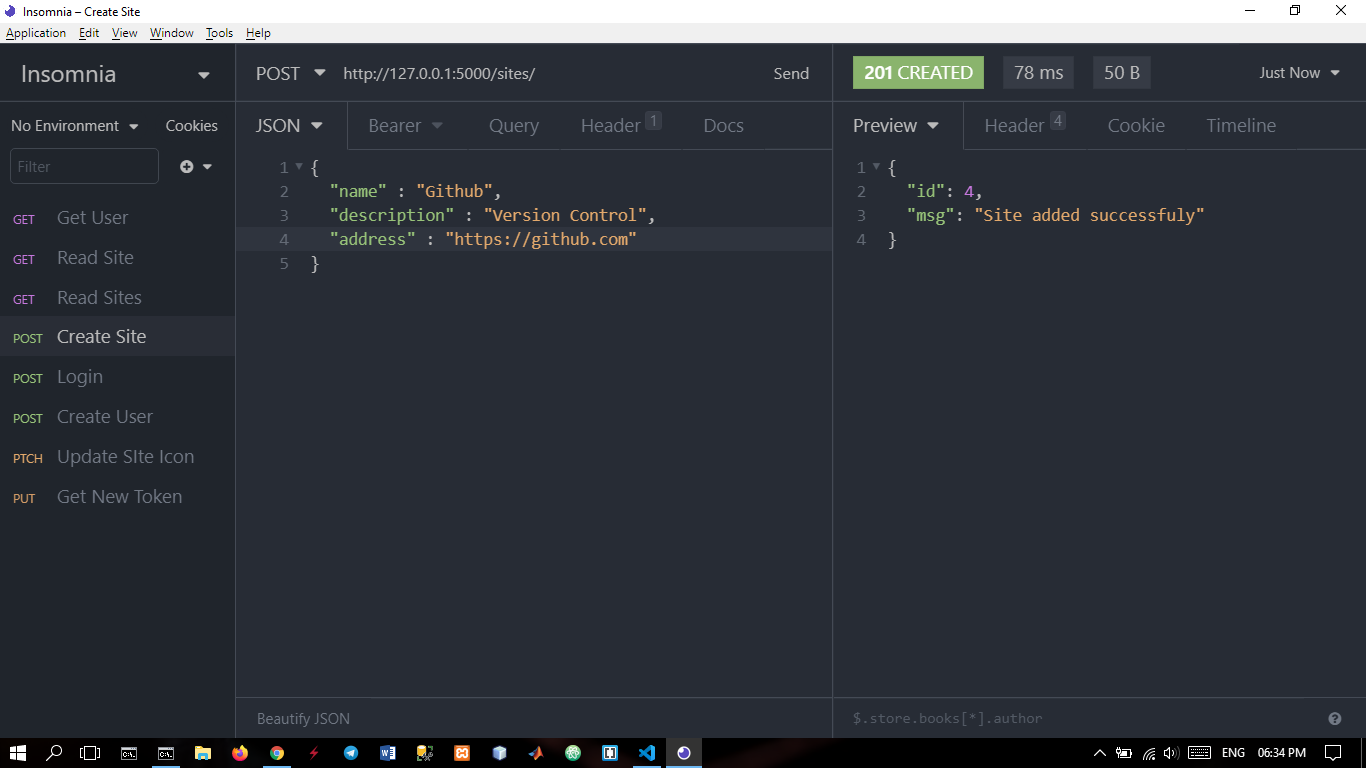 Insomnia – Create Site
Application Edit View Window Tools Help
Insomnia
POST http://127.0.0.1:5000/sites/ Send
201 CREATED 78 ms 50 B Just Now
No Environment Cookies
JSON Bearer Query Header 1 Docs
Preview Header 4 Cookie Timeline
Filter
GET Get User
GET Read Site
GET Read Sites
POST Create Site
POST Login
POST Create User
PTCH Update SIte Icon
PUT Get New Token
1 {
2 "name" : "Github",
3 "description" : "Version Control",
4 "address" : "https://github.com"
5 }
1 {
2 "id": 4,
3 "msg": "Site added successfuly"
4 }
Beautify JSON
$.store.books[*].author
ENG 06:34 PM